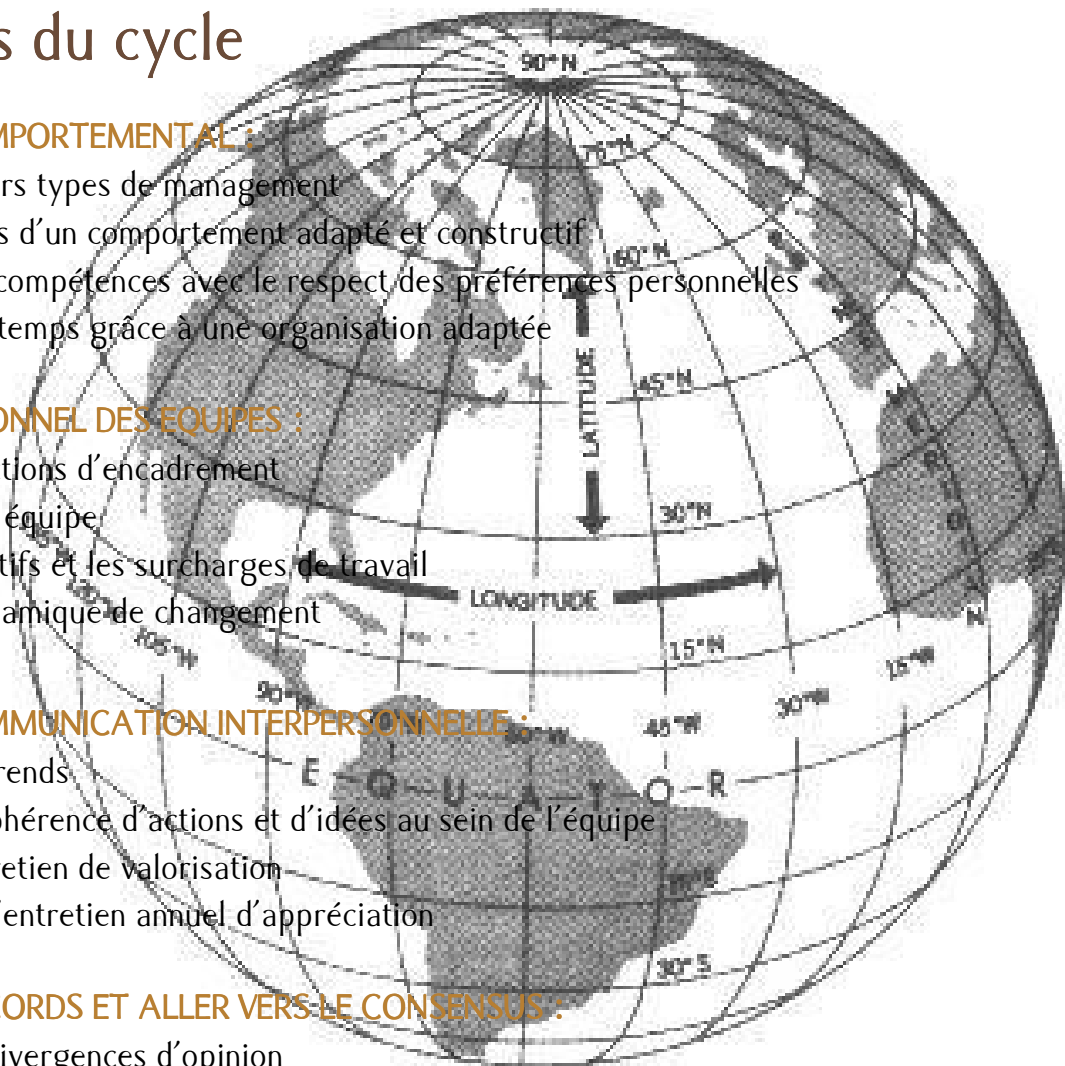 s du cycle
MPORTEMENTAL :
rs types de management
s d'un comportement adapté et constructif
compétences avec le respect des préférences personnelles
temps grâce à une organisation adaptée
ONNEL DES EQUIPES :
tions d'encadrement
équipe
tifs et les surcharges de travail
amique de changement
MMUNICATION INTERPERSONNELLE :
rends
ohérence d'actions et d'idées au sein de l'équipe
retien de valorisation
l'entretien annuel d'appréciation
CORDS ET ALLER VERS LE CONSENSUS :
ivergences d'opinion
90°N
75°N
60°N
45°N
LATITUDE
30°N
LONGITUDE
15°N
105°W
90°W
45°W
30°W
15°W
E-Q-U-A-T-O-R
30°S